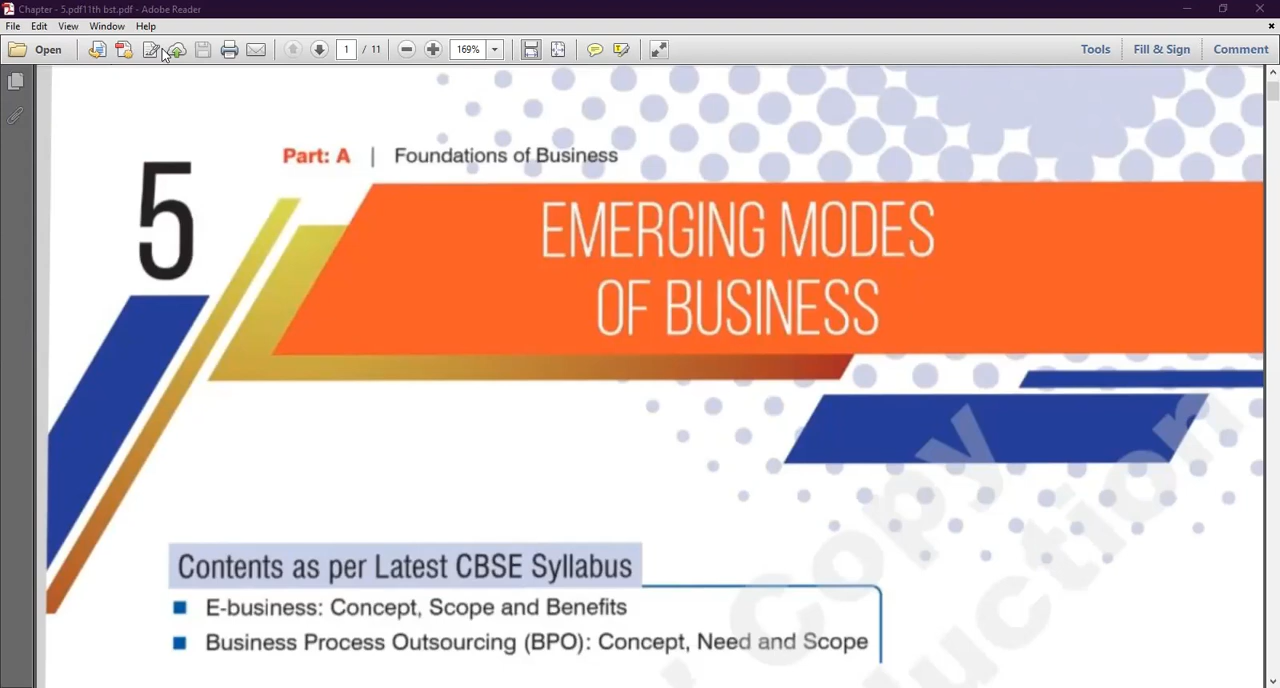 Chapter - 5.pdf11th bst.pdf - Adobe Reader
File Edit View Window Help
Open 1 / 11 169% Tools Fill & Sign Comment
5
Part: A | Foundations of Business
EMERGING MODES
OF BUSINESS
Contents as per Latest CBSE Syllabus
E-business: Concept, Scope and Benefits
Business Process Outsourcing (BPO): Concept, Need and Scope
Copy